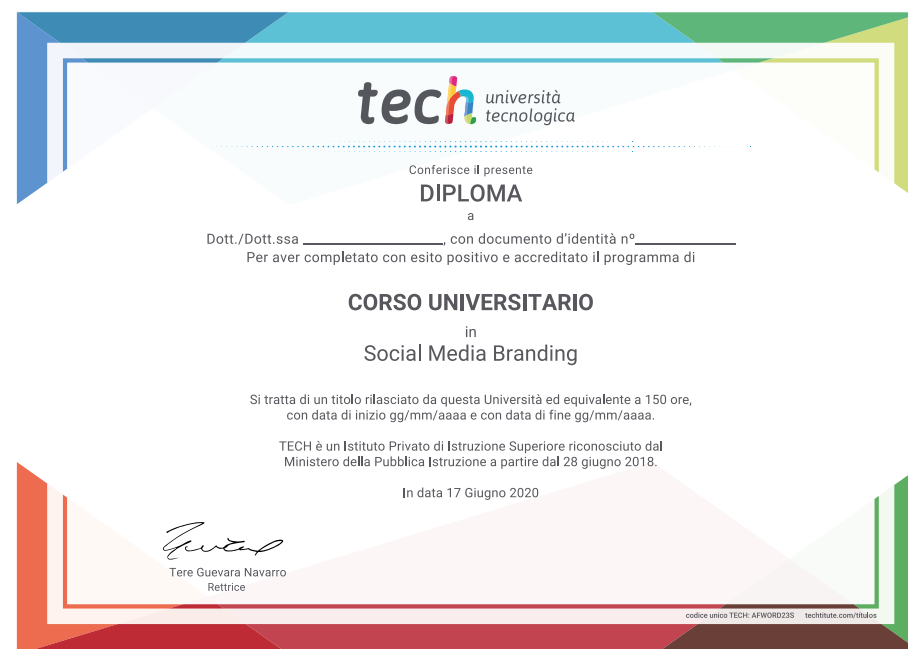 tech università
tecnologica
Conferisce il presente
DIPLOMA
a
Dott./Dott.ssa ____________________, con documento d'identità nº______________
Per aver completato con esito positivo e accreditato il programma di
CORSO UNIVERSITARIO
in
Social Media Branding
Si tratta di un titolo rilasciato da questa Università ed equivalente a 150 ore,
con data di inizio gg/mm/aaaa e con data di fine gg/mm/aaaa.
TECH è un Istituto Privato di Istruzione Superiore riconosciuto dal
Ministero della Pubblica Istruzione a partire dal 28 giugno 2018.
In data 17 Giugno 2020
Tere Guevara Navarro
Rettrice
codice unico TECH: AFWORD23S techtitute.com/titulos